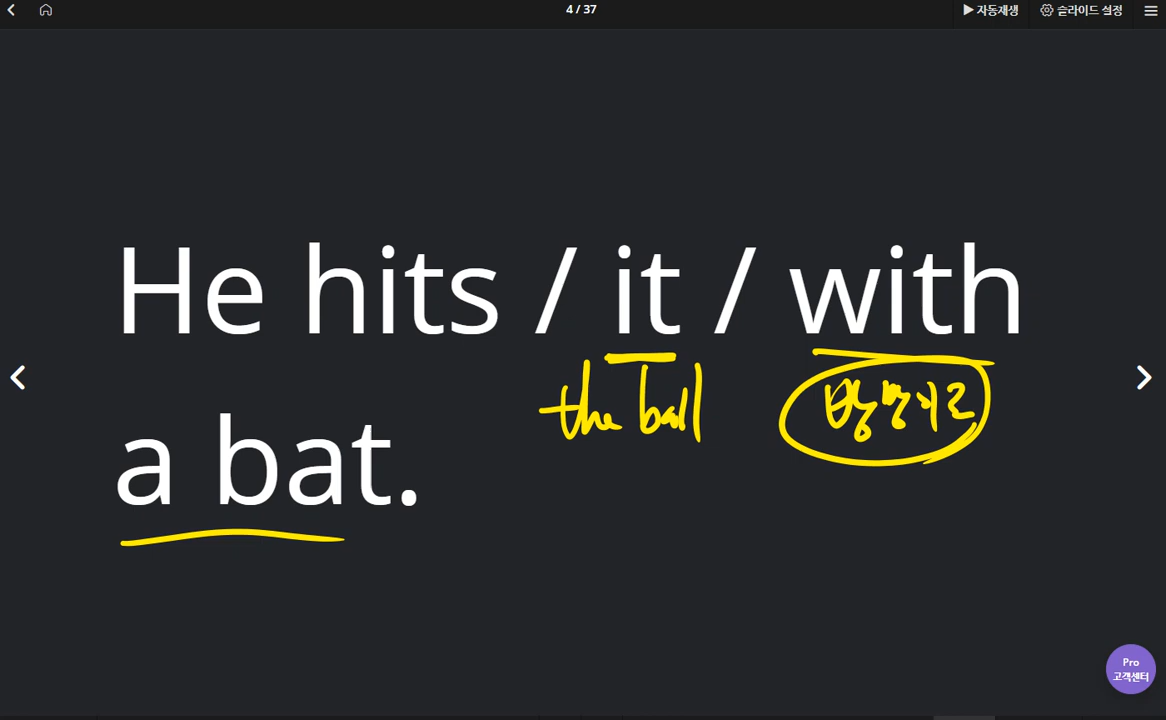 4 / 37
▶ 자동재생
슬라이드 설정
He hits / it / with
the ball
방망이로
a bat.
Pro
고객센터